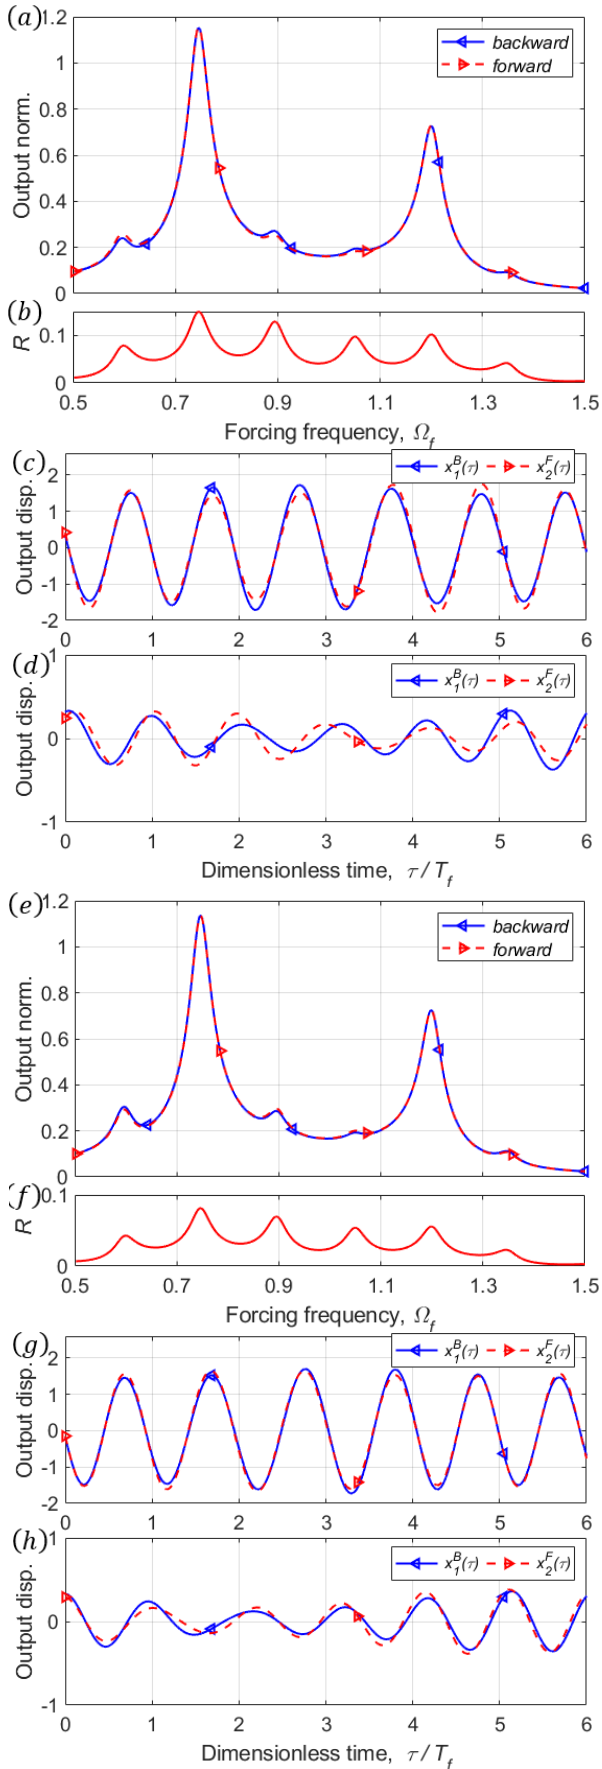 (a)
1.2
1
0.8
0.6
0.4
0.2
0
Output norm.
backward
forward
(b)
0.1
0
R
0.5 0.7 0.9 1.1 1.3 1.5
Forcing frequency, Ω_f
(c)
2
1
0
-1
-2
Output disp.
x_1^B(τ) x_2^F(τ)
0 1 2 3 4 5 6
(d)
1
0
-1
Output disp.
x_1^B(τ) x_2^F(τ)
0 1 2 3 4 5 6
Dimensionless time, τ / T_f
(e)
1.2
1
0.8
0.6
0.4
0.2
0
Output norm.
backward
forward
(f)
0.1
0
R
0.5 0.7 0.9 1.1 1.3 1.5
Forcing frequency, Ω_f
(g)
2
1
0
-1
-2
Output disp.
x_1^B(τ) x_2^F(τ)
0 1 2 3 4 5 6
(h)
1
0
-1
Output disp.
x_1^B(τ) x_2^F(τ)
0 1 2 3 4 5 6
Dimensionless time, τ / T_f